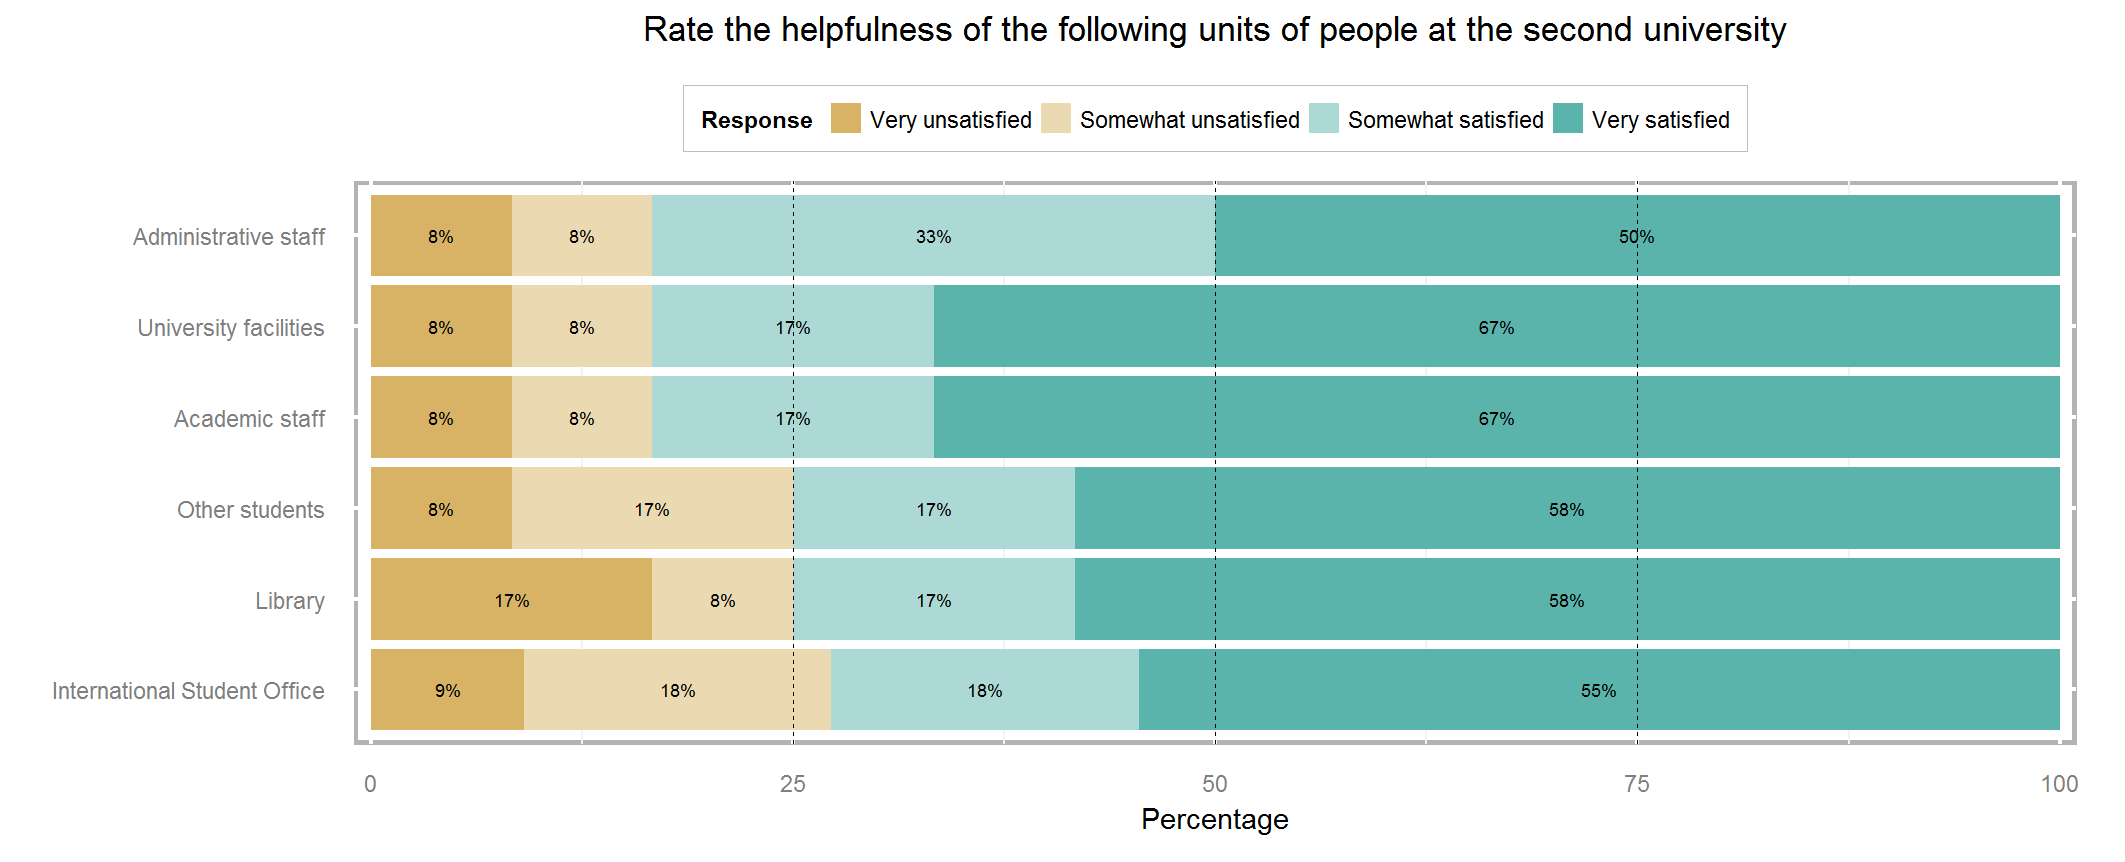 Rate the helpfulness of the following units of people at the second university
Response Very unsatisfied Somewhat unsatisfied Somewhat satisfied Very satisfied
Administrative staff 8% 8% 33% 50%
University facilities 8% 8% 17% 67%
Academic staff 8% 8% 17% 67%
Other students 8% 17% 17% 58%
Library 17% 8% 17% 58%
International Student Office 9% 18% 18% 55%
0 25 50 75 100
Percentage